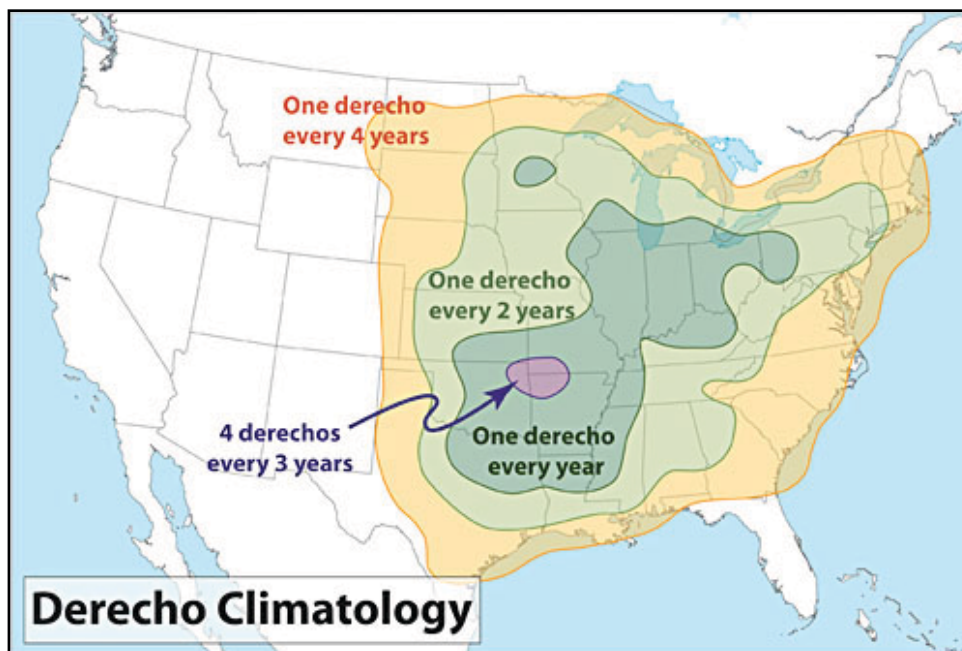 One derecho
every 4 years
One derecho
every 2 years
4 derechos
every 3 years
One derecho
every year
Derecho Climatology